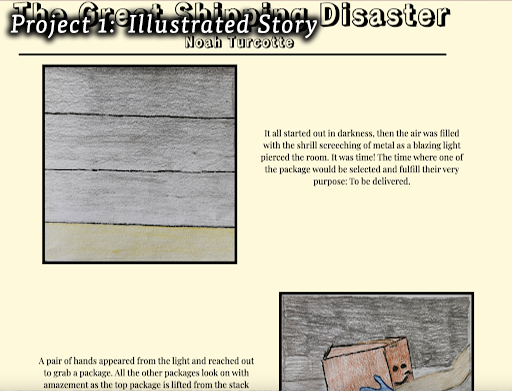 The Great Shipping Disaster
Project 1: Illustrated Story
Noah Turcotte
It all started out in darkness, then the air was filled
with the shrill screeching of metal as a blazing light
pierced the room. It was time! The time where one of
the package would be selected and fulfill their very
purpose: To be delivered.
A pair of hands appeared from the light and reached out
to grab a package. All the other packages look on with
amazement as the top package is lifted from the stack